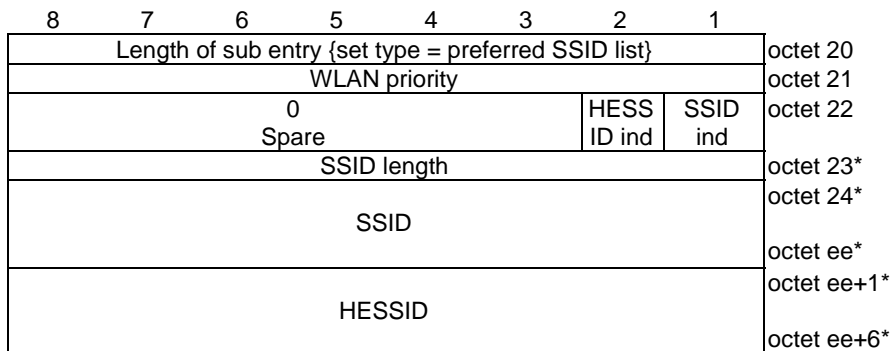 8 7 6 5 4 3 2 1
Length of sub entry {set type = preferred SSID list} octet 20
WLAN priority octet 21
0 HESS SSID octet 22
Spare ID ind ind
SSID length octet 23*
octet 24*
SSID
octet ee*
octet ee+1*
HESSID
octet ee+6*